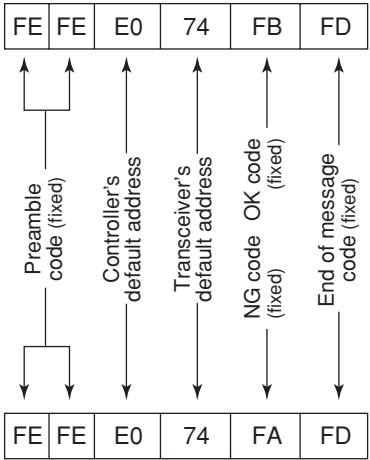 FE FE E0 74 FB FD
Preamble
code (fixed)
Controller's
default address
Transceiver's
default address
OK code
(fixed)
NG code
(fixed)
End of message
code (fixed)
FE FE E0 74 FA FD